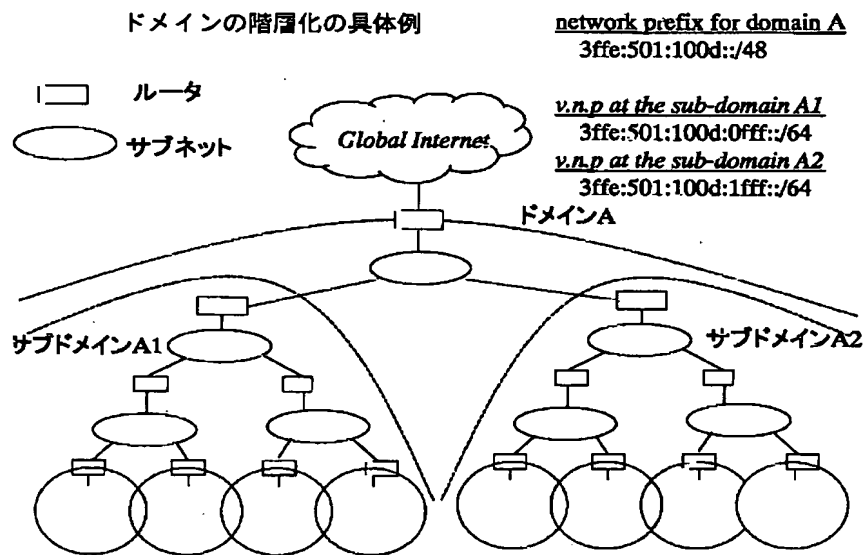 ドメインの階層化の具体例
network prefix for domain A
3ffe:501:100d::/48
ルータ
サブネット
v.n.p at the sub-domain A1
3ffe:501:100d:0fff::/64
v.n.p at the sub-domain A2
3ffe:501:100d:1fff::/64
Global Internet
ドメインA
サブドメインA1
サブドメインA2